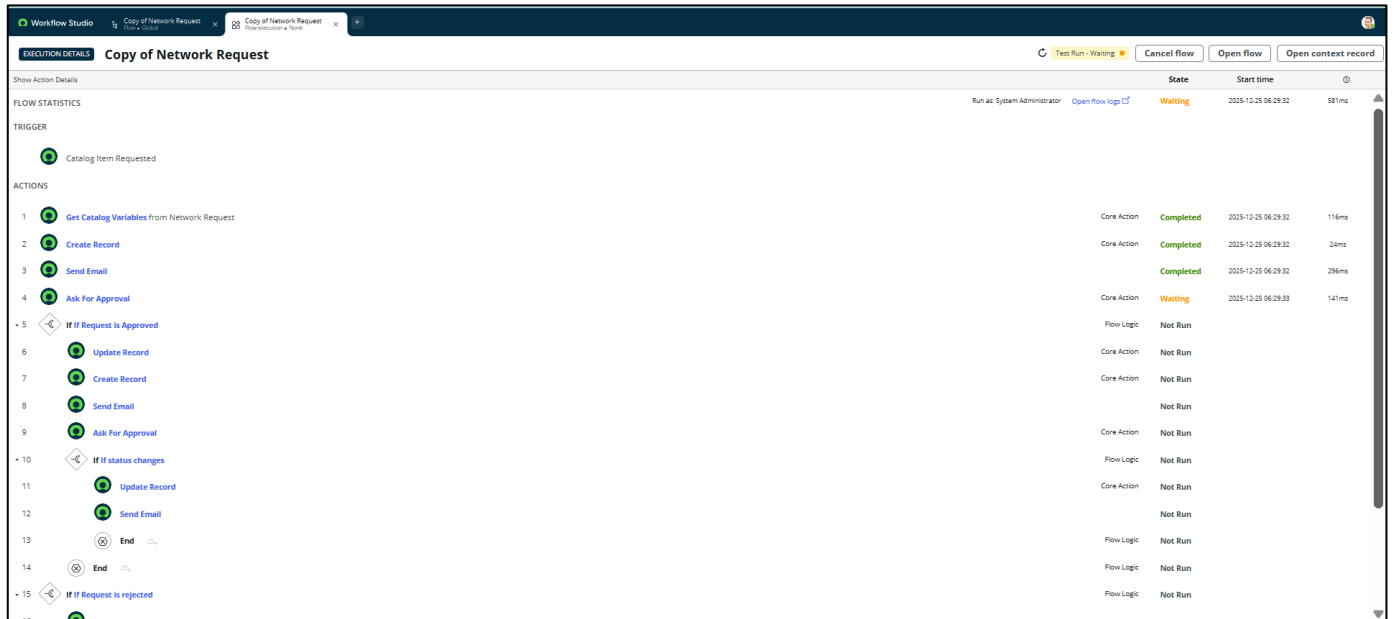 Workflow Studio
Copy of Network Request
Flow • Global
Copy of Network Request
Flow execution • None
EXECUTION DETAILS Copy of Network Request Test Run - Waiting Cancel flow Open flow Open context record
Show Action Details State Start time
FLOW STATISTICS Run as: System Administrator Open flow logs Waiting 2025-12-25 06:29:32 581ms
TRIGGER
Catalog Item Requested
ACTIONS
1 Get Catalog Variables from Network Request Core Action Completed 2025-12-25 06:29:32 116ms
2 Create Record Core Action Completed 2025-12-25 06:29:32 24ms
3 Send Email Completed 2025-12-25 06:29:32 296ms
4 Ask For Approval Core Action Waiting 2025-12-25 06:29:33 141ms
5 If If Request is Approved Flow Logic Not Run
6 Update Record Core Action Not Run
7 Create Record Core Action Not Run
8 Send Email Not Run
9 Ask For Approval Core Action Not Run
10 If If status changes Flow Logic Not Run
11 Update Record Core Action Not Run
12 Send Email Not Run
13 End Flow Logic Not Run
14 End Flow Logic Not Run
15 If If Request is rejected Flow Logic Not Run